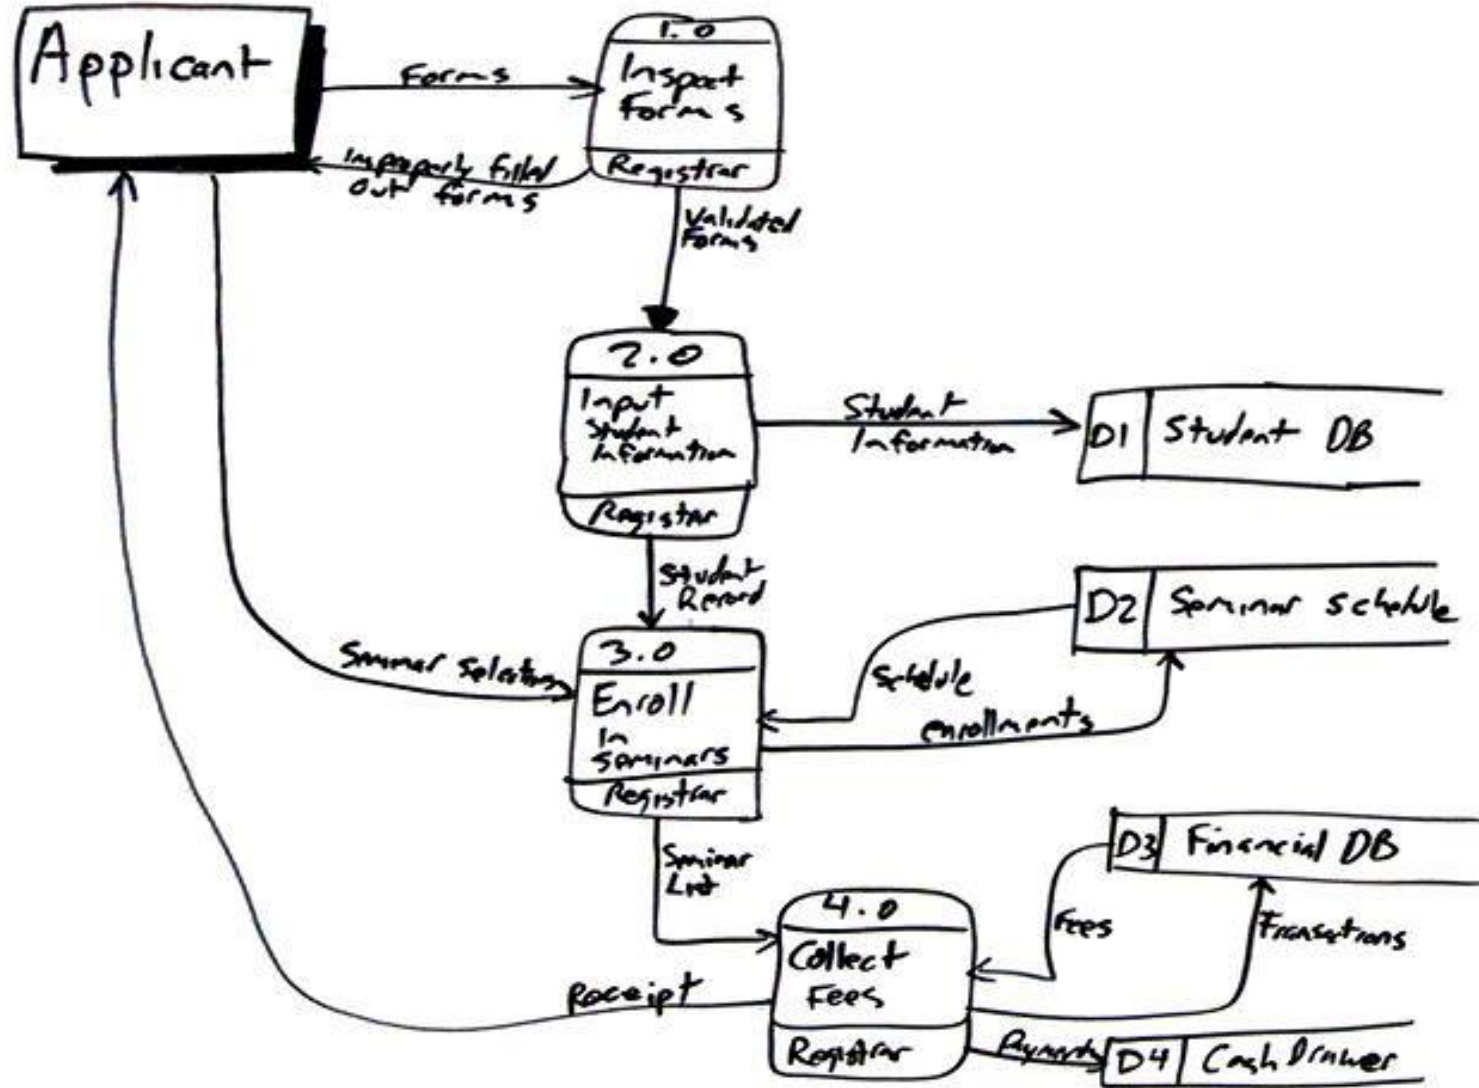 Applicant
Forms
1.0
Inspect
Forms
Registrar
Improperly filled
out forms
Validated
Forms
2.0
Input
Student
Information
Registrar
Student
Information
D1 Student DB
Student
Record
D2 Seminar schedule
3.0
Enroll
In
Seminars
Registrar
Seminar Selections
Schedule
enrollments
Seminar
List
D3 Financial DB
4.0
Collect
Fees
Registrar
Fees
Transactions
Receipt
Payments
D4 Cash Drawer